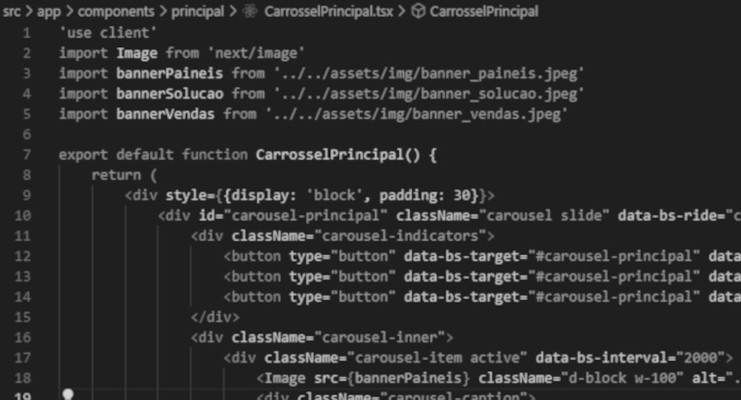 src > app > components > principal > CarrosselPrincipal.tsx > CarrosselPrincipal
1 'use client'
2 import Image from 'next/image'
3 import bannerPaineis from '../../assets/img/banner_paineis.jpeg'
4 import bannerSolucao from '../../assets/img/banner_solucao.jpeg'
5 import bannerVendas from '../../assets/img/banner_vendas.jpeg'
6
7 export default function CarrosselPrincipal() {
8 return (
9 <div style={{display: 'block', padding: 30}}>
10 <div id="carousel-principal" className="carousel slide" data-bs-ride="c
11 <div className="carousel-indicators">
12 <button type="button" data-bs-target="#carousel-principal" data
13 <button type="button" data-bs-target="#carousel-principal" data
14 <button type="button" data-bs-target="#carousel-principal" data
15 </div>
16 <div className="carousel-inner">
17 <div className="carousel-item active" data-bs-interval="2000">
18 <Image src={bannerPaineis} className="d-block w-100" alt=".
19 <div className="carousel-caption">